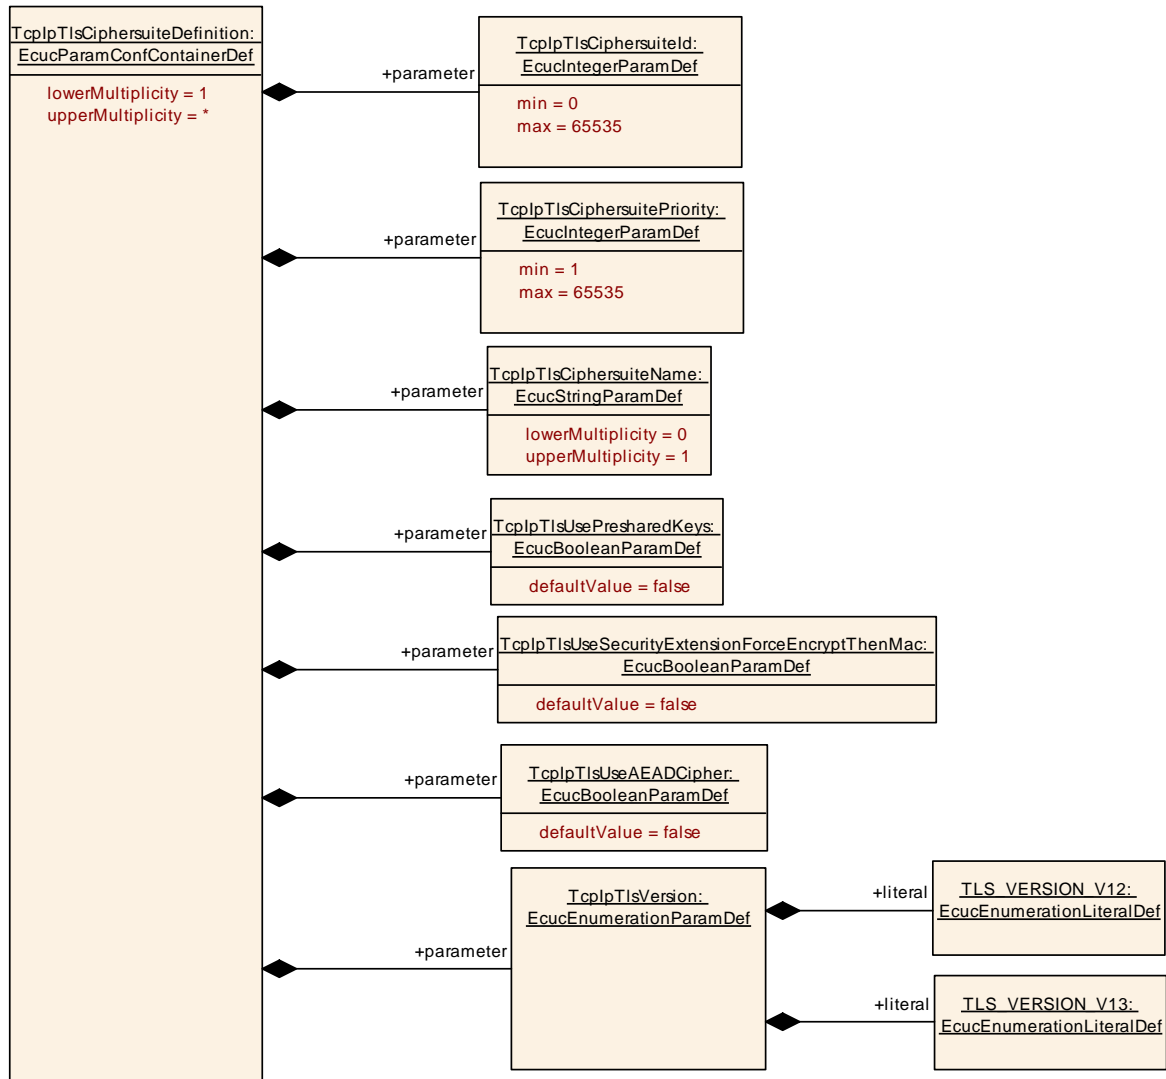 TcpIpTlsCiphersuiteDefinition:
EcucParamConfContainerDef
lowerMultiplicity = 1
upperMultiplicity = *
+parameter
TcpIpTlsCiphersuiteId:
EcucIntegerParamDef
min = 0
max = 65535
+parameter
TcpIpTlsCiphersuitePriority:
EcucIntegerParamDef
min = 1
max = 65535
+parameter
TcpIpTlsCiphersuiteName:
EcucStringParamDef
lowerMultiplicity = 0
upperMultiplicity = 1
+parameter
TcpIpTlsUsePresharedKeys:
EcucBooleanParamDef
defaultValue = false
+parameter
TcpIpTlsUseSecurityExtensionForceEncryptThenMac:
EcucBooleanParamDef
defaultValue = false
+parameter
TcpIpTlsUseAEADCipher:
EcucBooleanParamDef
defaultValue = false
+parameter
TcpIpTlsVersion:
EcucEnumerationParamDef
+literal
TLS_VERSION_V12:
EcucEnumerationLiteralDef
+literal
TLS_VERSION_V13:
EcucEnumerationLiteralDef